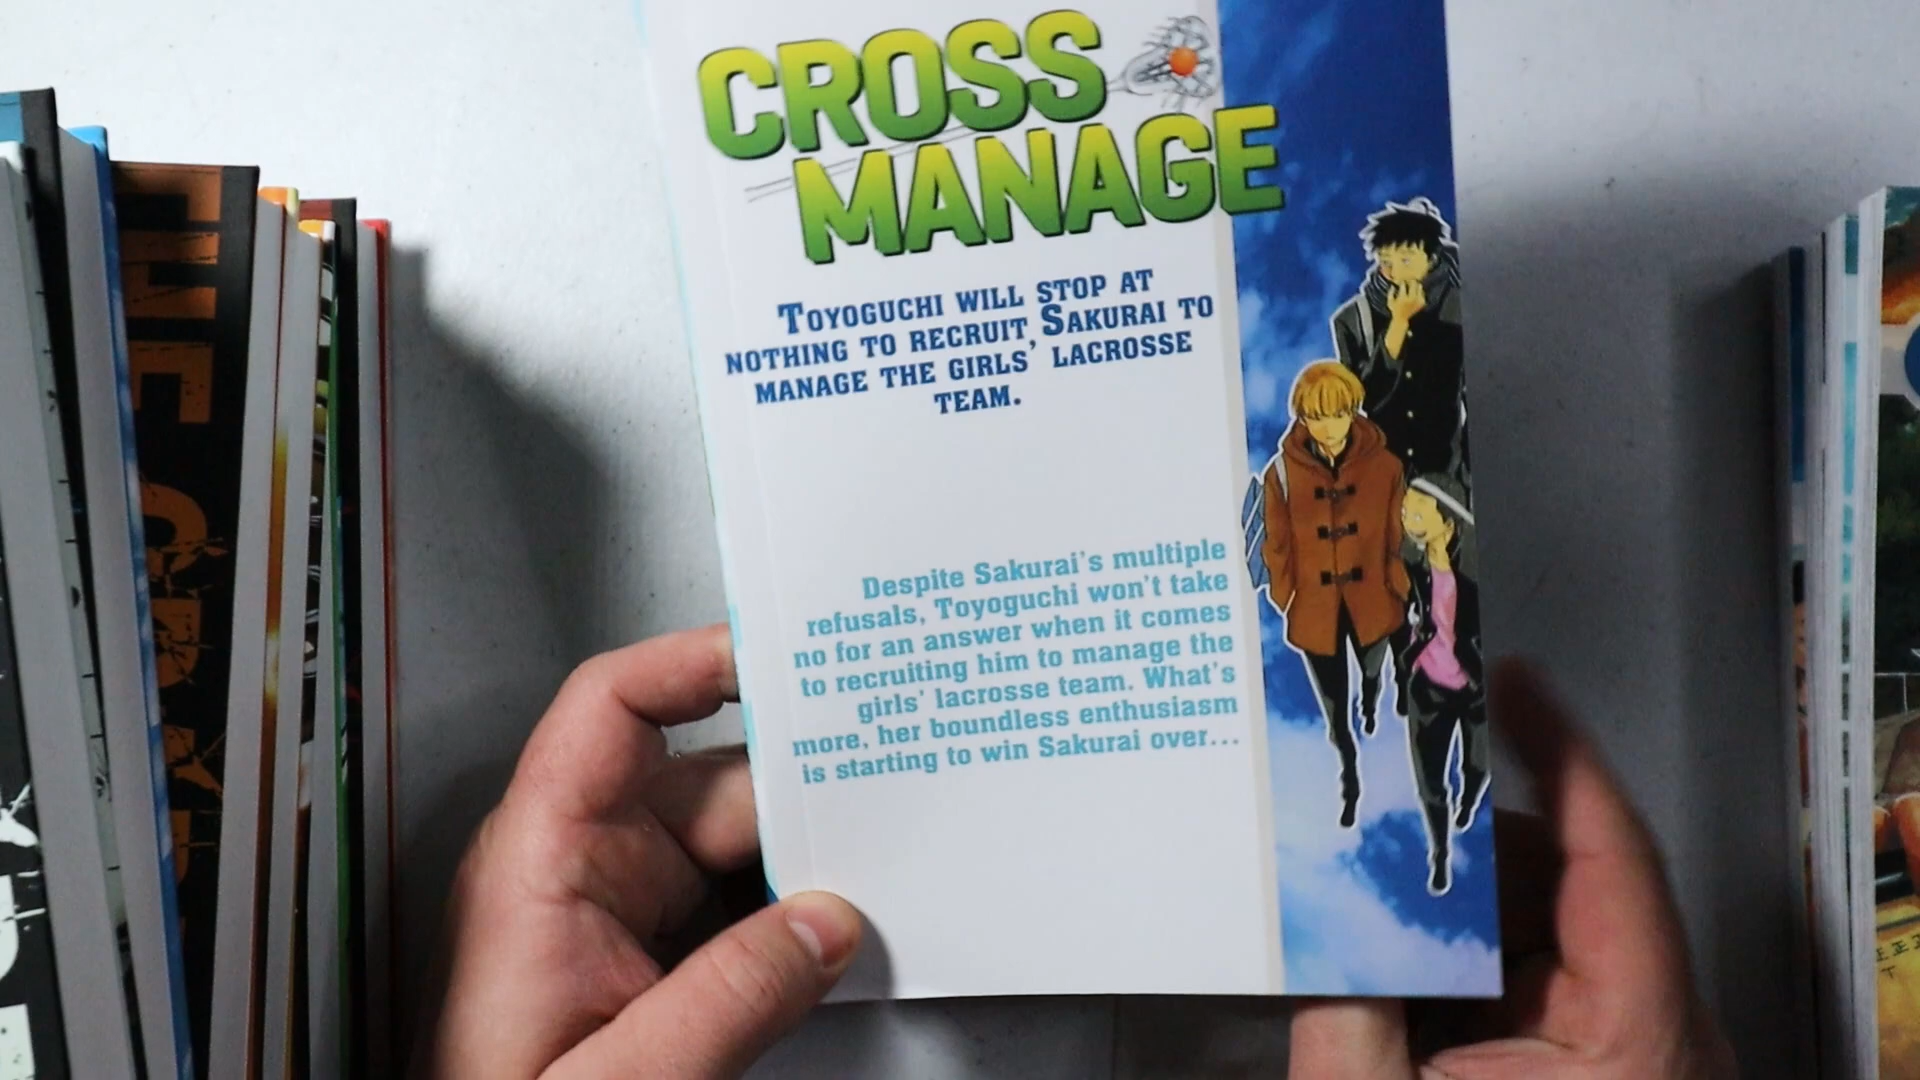 CROSS
MANAGE
TOYOGUCHI WILL STOP AT
NOTHING TO RECRUIT SAKURAI TO
MANAGE THE GIRLS' LACROSSE
TEAM.
Despite Sakurai's multiple
refusals, Toyoguchi won't take
no for an answer when it comes
to recruiting him to manage the
girls' lacrosse team. What's
more, her boundless enthusiasm
is starting to win Sakurai over...